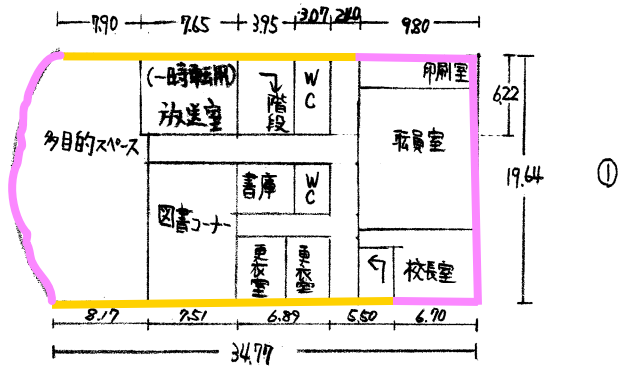 7.90 7.65 3.95 3.07 2.40 9.80
(一時転用)
放送室
階段
WC
印刷室
6.22
多目的スペース
職員室
19.64
①
書庫
WC
図書コーナー
更衣室
更衣室
校長室
8.17 7.51 6.89 5.50 6.70
34.77